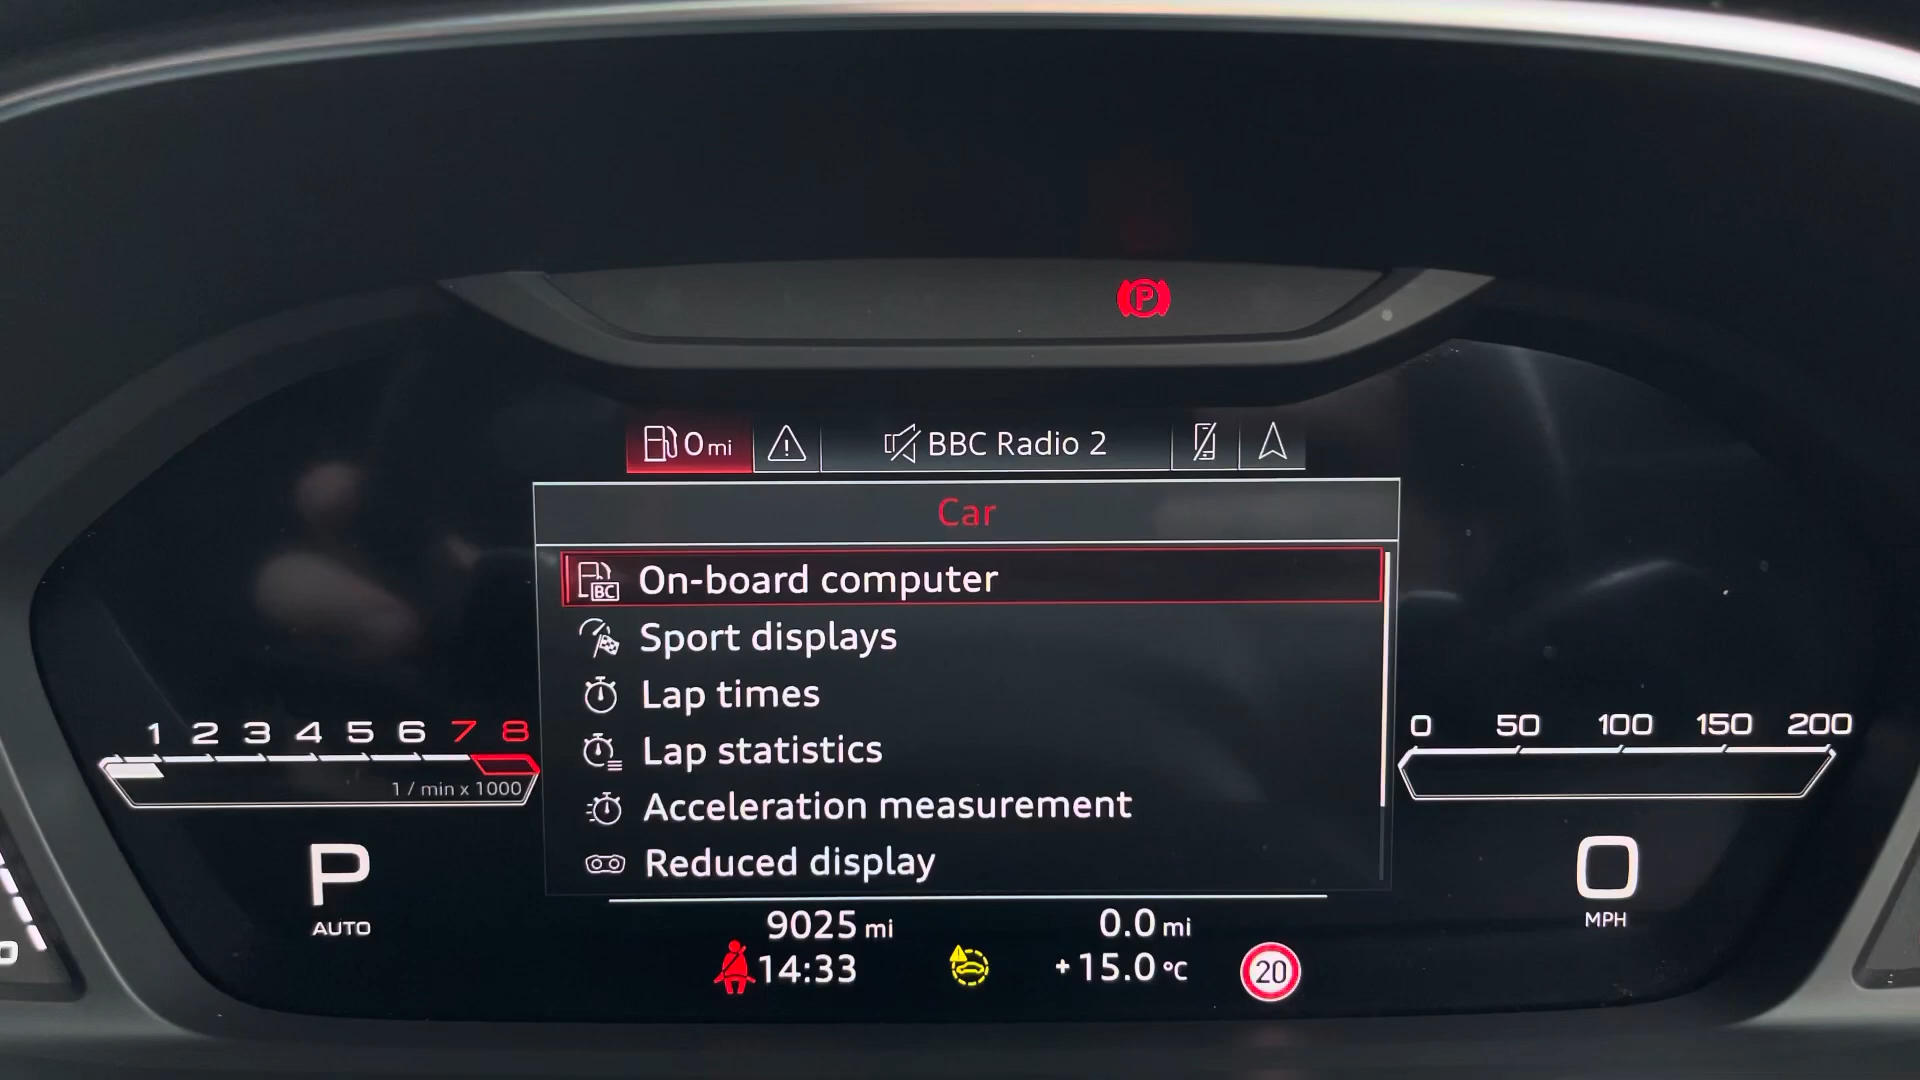 P
0 mi
BBC Radio 2
Car
BC On-board computer
Sport displays
Lap times
Lap statistics
Acceleration measurement
Reduced display
1 2 3 4 5 6 7 8
1 / min x 1000
0 50 100 150 200
P
AUTO
0
MPH
9025 mi
0.0 mi
14:33
+15.0 °C
20